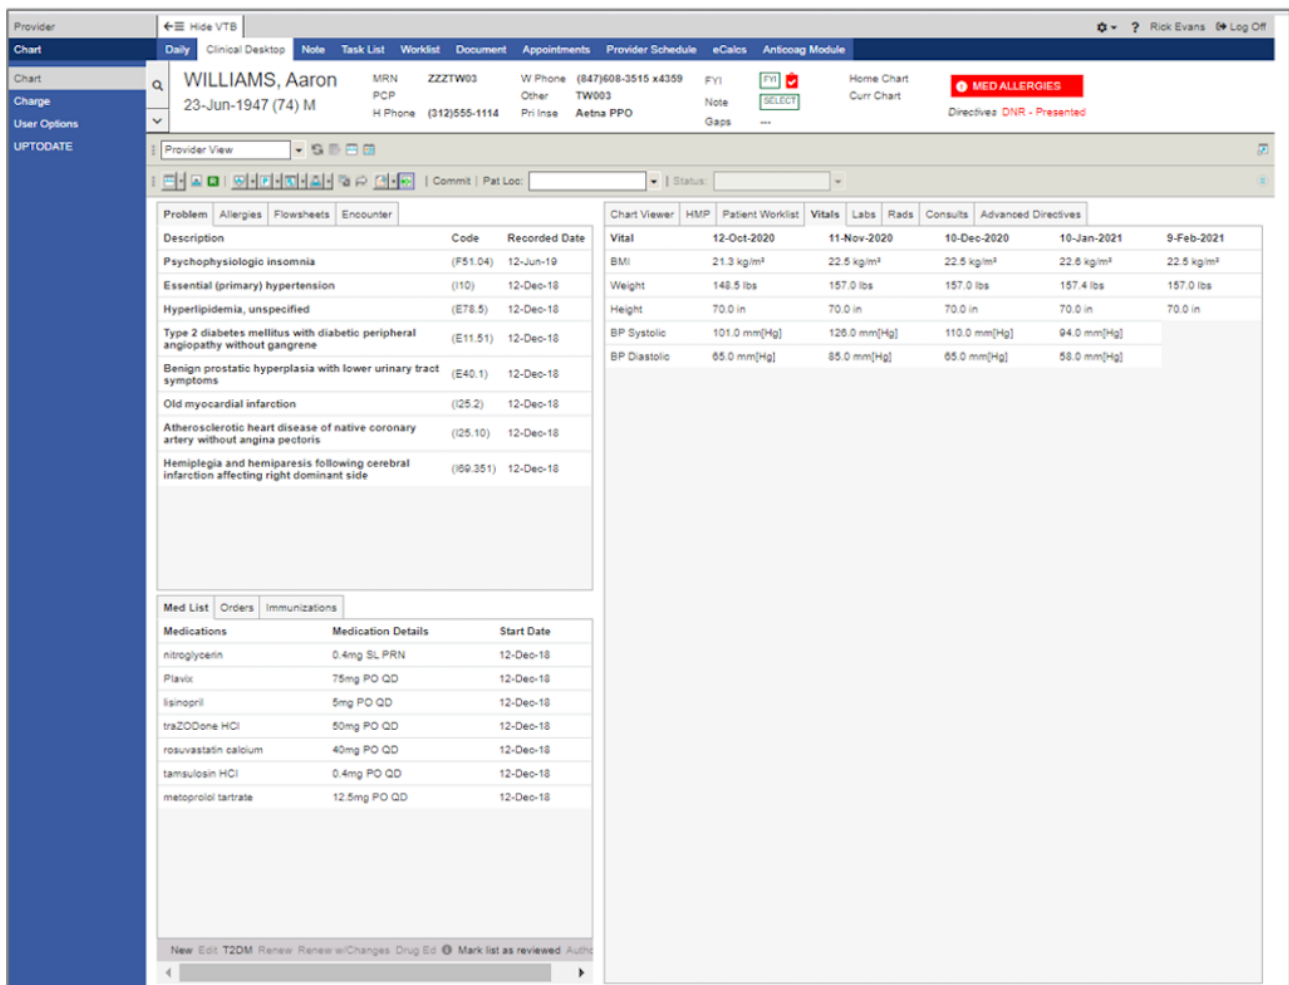 Provider
Hide VTB
? Rick Evans Log Off
Chart
Daily Clinical Desktop Note Task List Worklist Document Appointments Provider Schedule eCalcs Anticoag Module
Chart
Charge
User Options
UPTODATE
WILLIAMS, Aaron
23-Jun-1947 (74) M
MRN ZZZTW03
PCP
H Phone (312)555-1114
W Phone (847)608-3515 x4359
Other TW003
Pri Inse Aetna PPO
FYI FYI
Note SELECT
Gaps ---
Home Chart
Curr Chart
MED ALLERGIES
Directives DNR - Presented
Provider View
Commit | Pat Loc: | Status:
Problem Allergies Flowsheets Encounter
Description Code Recorded Date
Psychophysiologic insomnia (F51.04) 12-Jun-19
Essential (primary) hypertension (I10) 12-Dec-18
Hyperlipidemia, unspecified (E78.5) 12-Dec-18
Type 2 diabetes mellitus with diabetic peripheral
angiopathy without gangrene (E11.51) 12-Dec-18
Benign prostatic hyperplasia with lower urinary tract
symptoms (E40.1) 12-Dec-18
Old myocardial infarction (I25.2) 12-Dec-18
Atherosclerotic heart disease of native coronary
artery without angina pectoris (I25.10) 12-Dec-18
Hemiplegia and hemiparesis following cerebral
infarction affecting right dominant side (I69.351) 12-Dec-18
Med List Orders Immunizations
Medications Medication Details Start Date
nitroglycerin 0.4mg SL PRN 12-Dec-18
Plavix 75mg PO QD 12-Dec-18
lisinopril 5mg PO QD 12-Dec-18
traZODone HCl 50mg PO QD 12-Dec-18
rosuvastatin calcium 40mg PO QD 12-Dec-18
tamsulosin HCl 0.4mg PO QD 12-Dec-18
metoprolol tartrate 12.5mg PO QD 12-Dec-18
New Edit T2DM Renew Renew w/Changes Drug Ed Mark list as reviewed Autho
Chart Viewer HMP Patient Worklist Vitals Labs Rads Consults Advanced Directives
Vital 12-Oct-2020 11-Nov-2020 10-Dec-2020 10-Jan-2021 9-Feb-2021
BMI 21.3 kg/m² 22.5 kg/m² 22.5 kg/m² 22.6 kg/m² 22.5 kg/m²
Weight 148.5 lbs 157.0 lbs 157.0 lbs 157.4 lbs 157.0 lbs
Height 70.0 in 70.0 in 70.0 in 70.0 in 70.0 in
BP Systolic 101.0 mm[Hg] 126.0 mm[Hg] 110.0 mm[Hg] 94.0 mm[Hg]
BP Diastolic 65.0 mm[Hg] 85.0 mm[Hg] 65.0 mm[Hg] 58.0 mm[Hg]